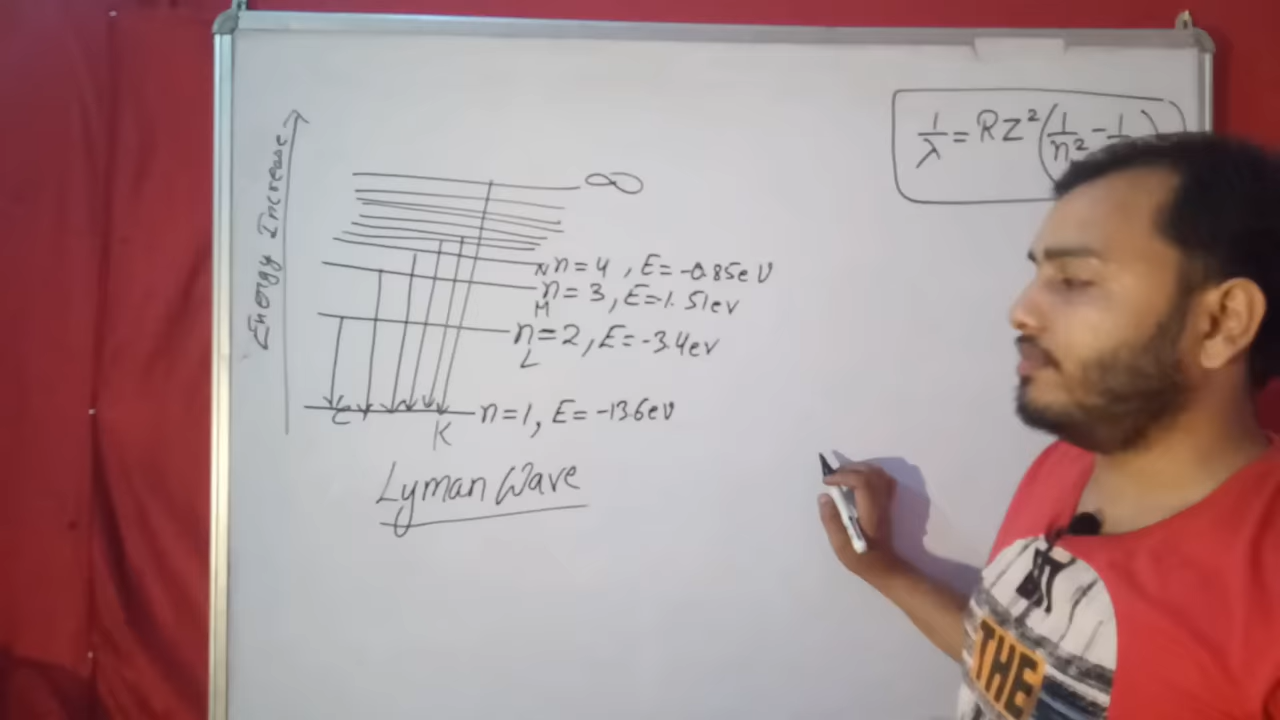 1/λ = RZ²(1/n² - 1/
Energy Increase
∞
N n = 4 , E = -0.85eV
n = 3 , E = 1.51ev
M
n = 2 , E = -3.4ev
L
n = 1, E = -13.6ev
K
Lyman Wave
THE